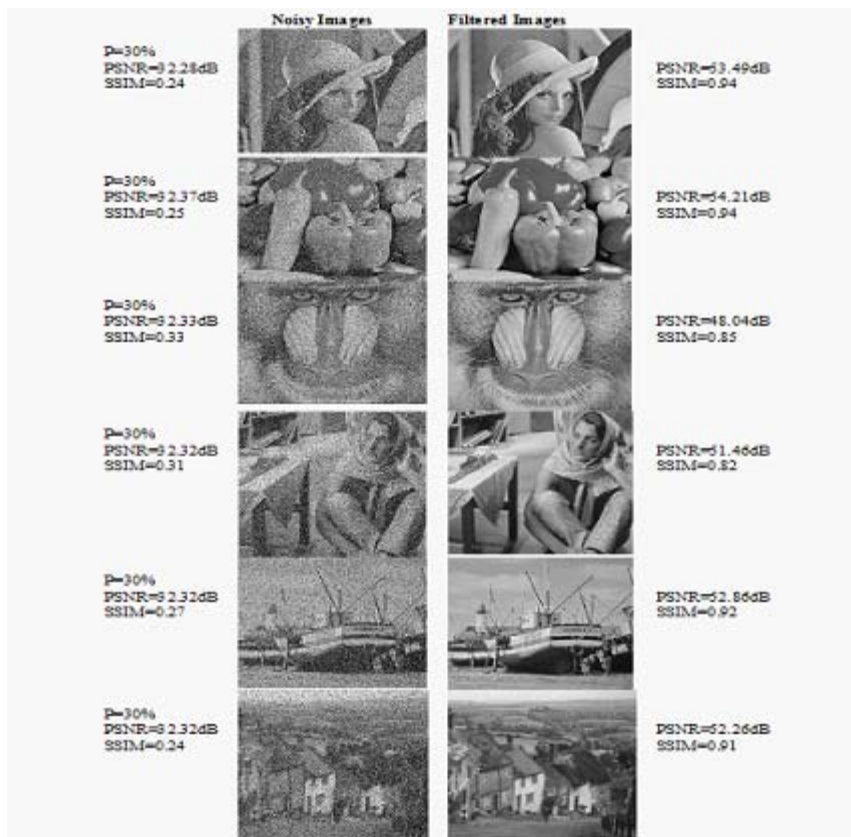 Noisy Images Filtered Images
P=30%
PSNR=32.28dB
SSIM=0.24
PSNR=53.49dB
SSIM=0.94
P=30%
PSNR=32.37dB
SSIM=0.25
PSNR=54.21dB
SSIM=0.94
P=30%
PSNR=32.33dB
SSIM=0.33
PSNR=48.04dB
SSIM=0.85
P=30%
PSNR=32.32dB
SSIM=0.31
PSNR=51.46dB
SSIM=0.82
P=30%
PSNR=32.32dB
SSIM=0.27
PSNR=52.86dB
SSIM=0.92
P=30%
PSNR=32.32dB
SSIM=0.24
PSNR=52.26dB
SSIM=0.91